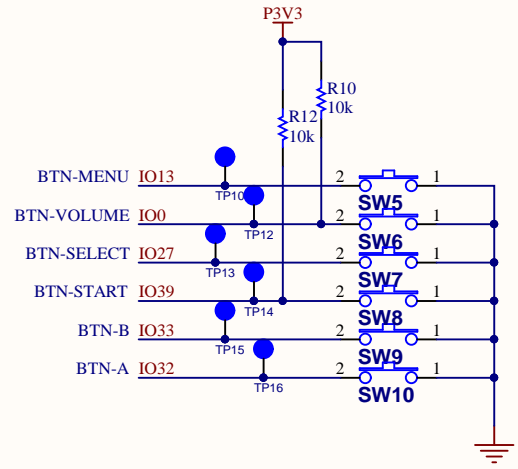 P3V3
R10
10k
R12
10k
BTN-MENU IO13 TP10 2 1 SW5
BTN-VOLUME IO0 TP12 2 1 SW6
BTN-SELECT IO27 TP13 2 1 SW7
BTN-START IO39 TP14 2 1 SW8
BTN-B IO33 TP15 2 1 SW9
BTN-A IO32 TP16 2 1 SW10